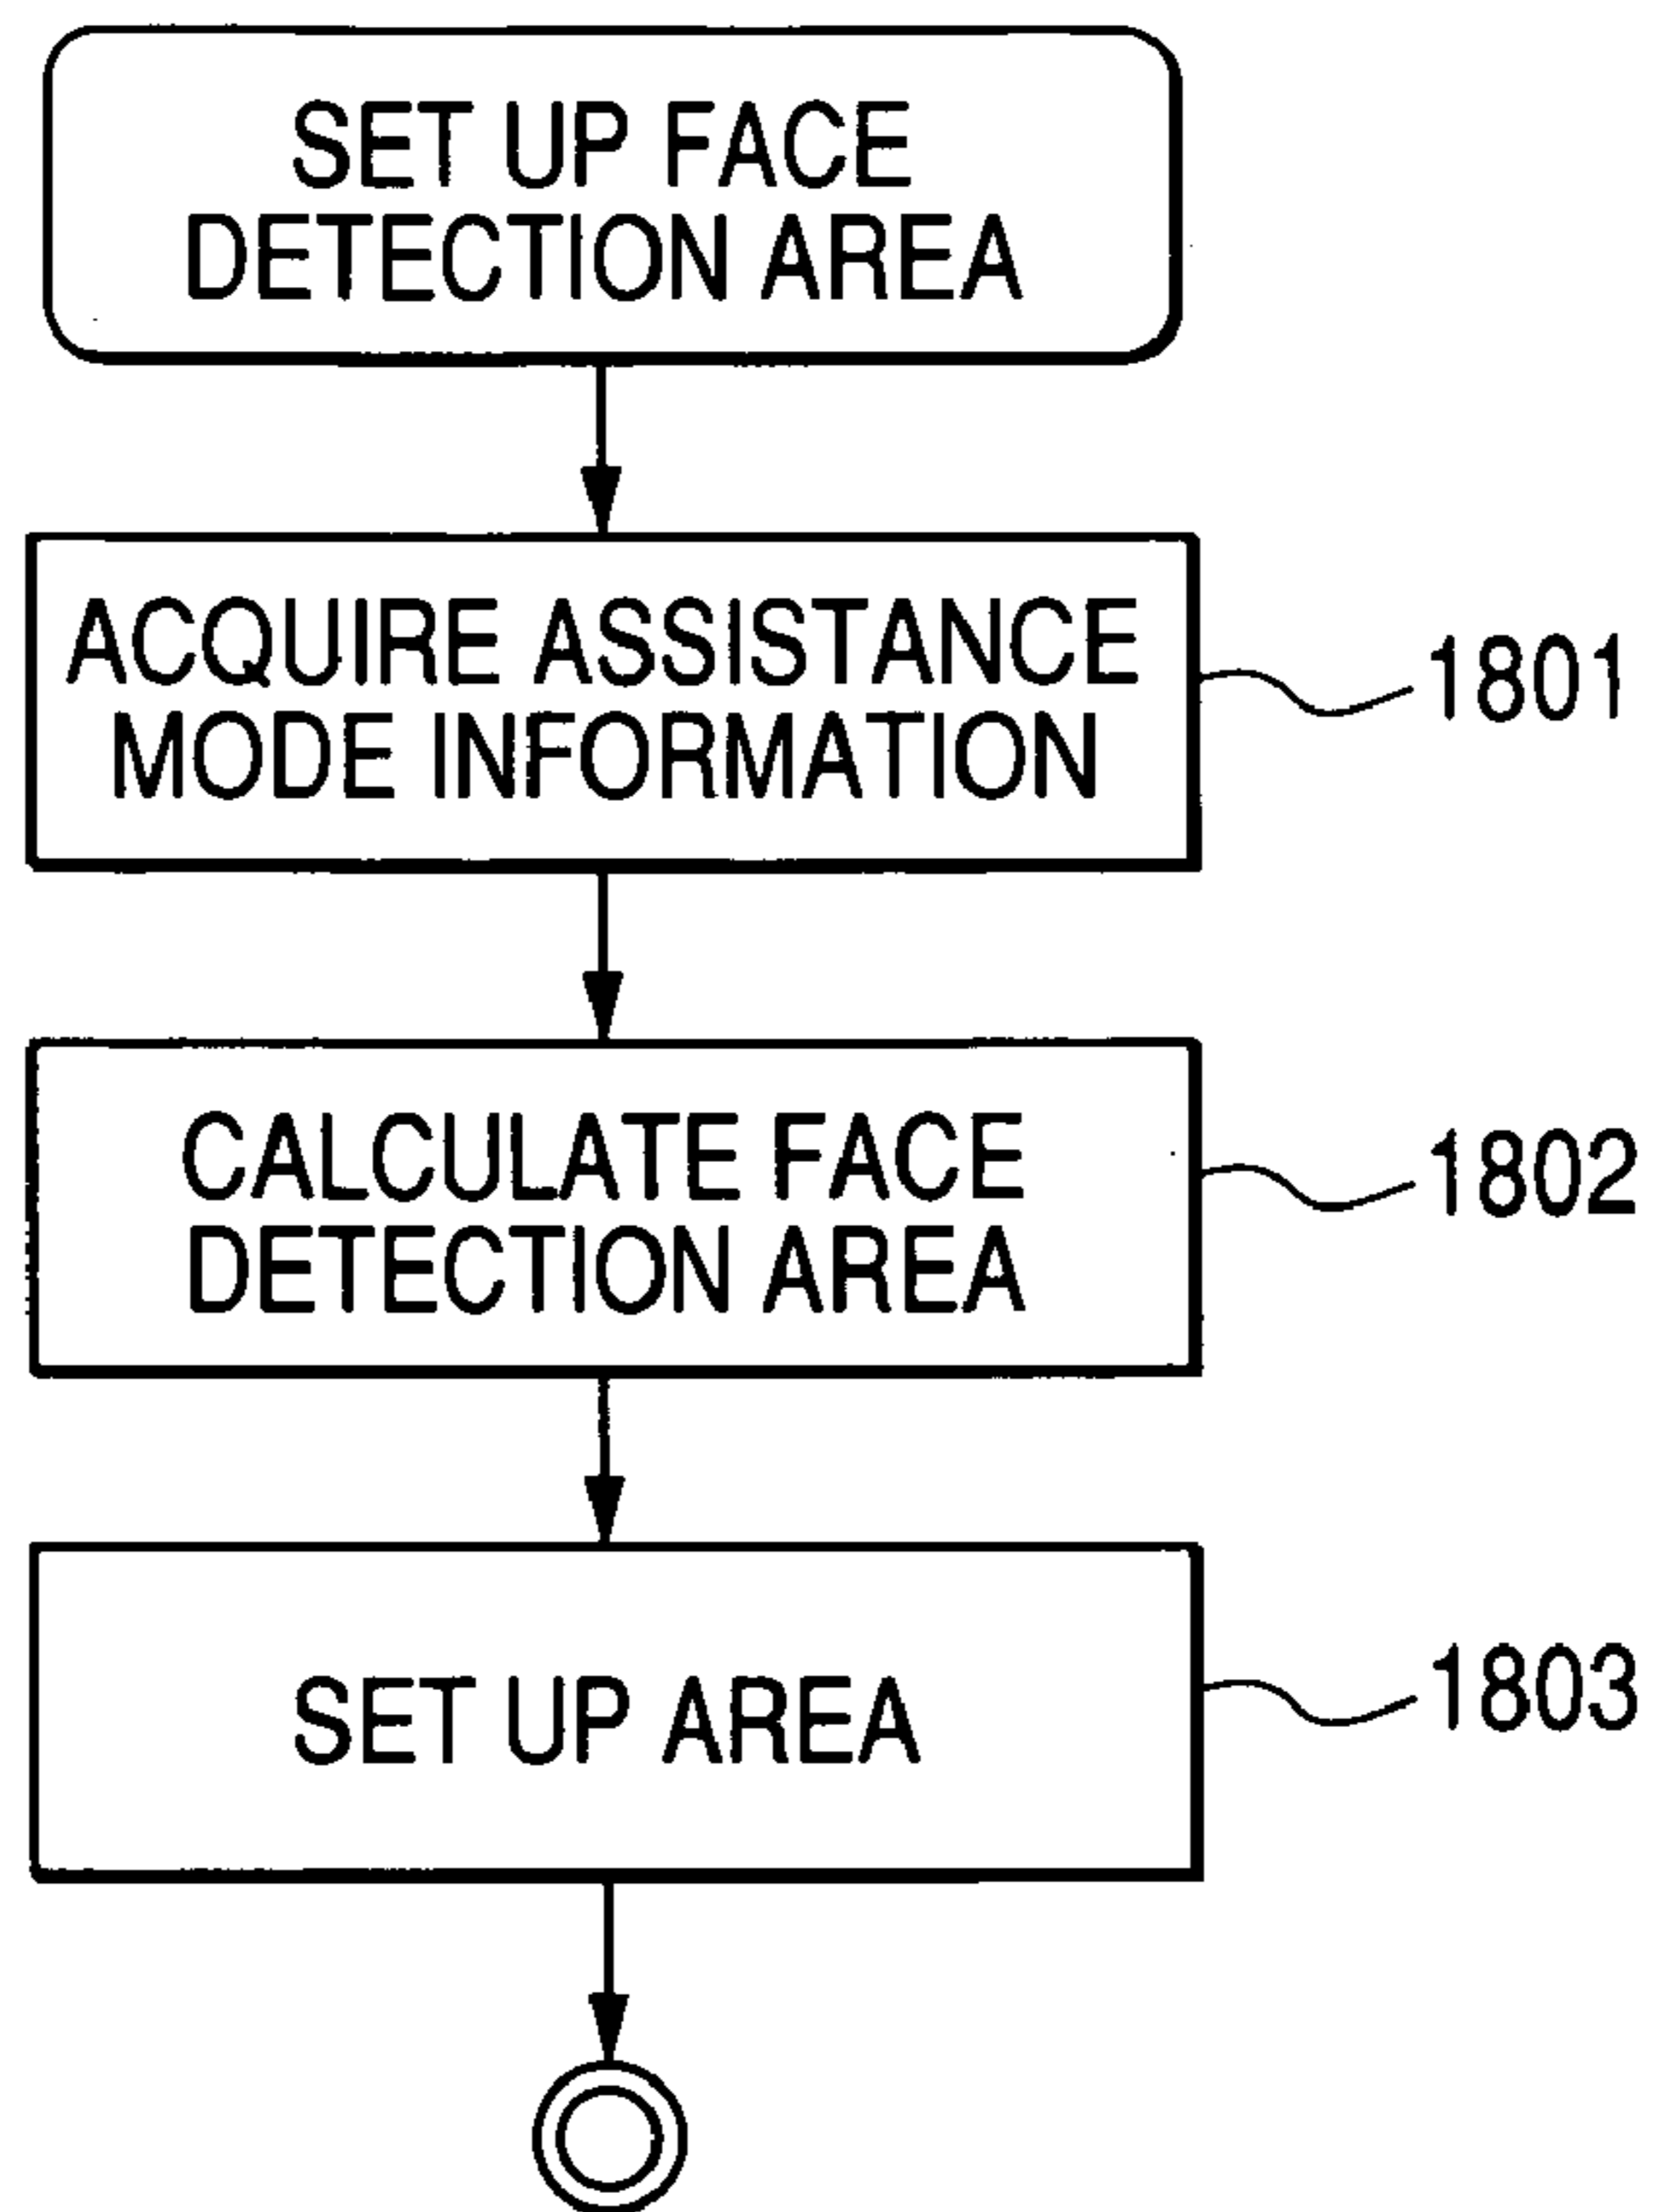 SET UP FACE
DETECTION AREA
ACQUIRE ASSISTANCE
MODE INFORMATION
1801
CALCULATE FACE
DETECTION AREA
1802
SET UP AREA
1803